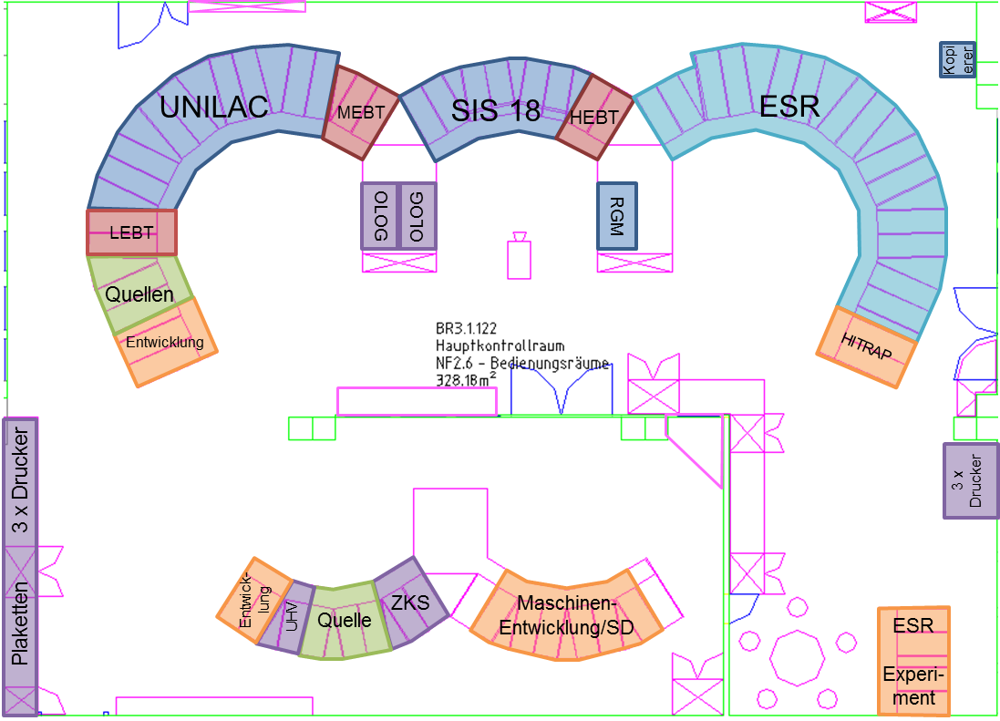 Kopi
erer
UNILAC
MEBT
SIS 18
HEBT
ESR
OLOG
OLOG
RGM
LEBT
Quellen
Entwicklung
HITRAP
BR3.1.122
Hauptkontrollraum
NF2.6 - Bedienungsräume
328.18m²
3 x Drucker
Plaketten
3 x
Drucker
Entwick-
lung
UHV
Quelle
ZKS
Maschinen-
Entwicklung/SD
ESR
Experi-
ment